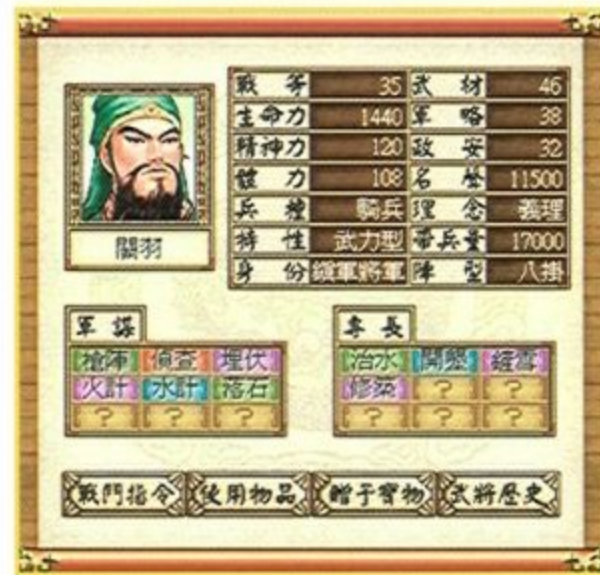 戰等 35 武材 46
生命力 1440 軍略 38
精神力 120 政安 32
體力 108 名聲 11500
兵種 騎兵 理念 義理
特性 武力型 帶兵量 17000
身份 鎮軍將軍 陣型 八掛
關羽
軍謀 專長
槍陣 偵查 埋伏 治水 開墾
火計 水計 落石 修築 ? ?
? ? ? ? ? ?
戰鬥指令 使用物品 贈予寶物 武將歷史